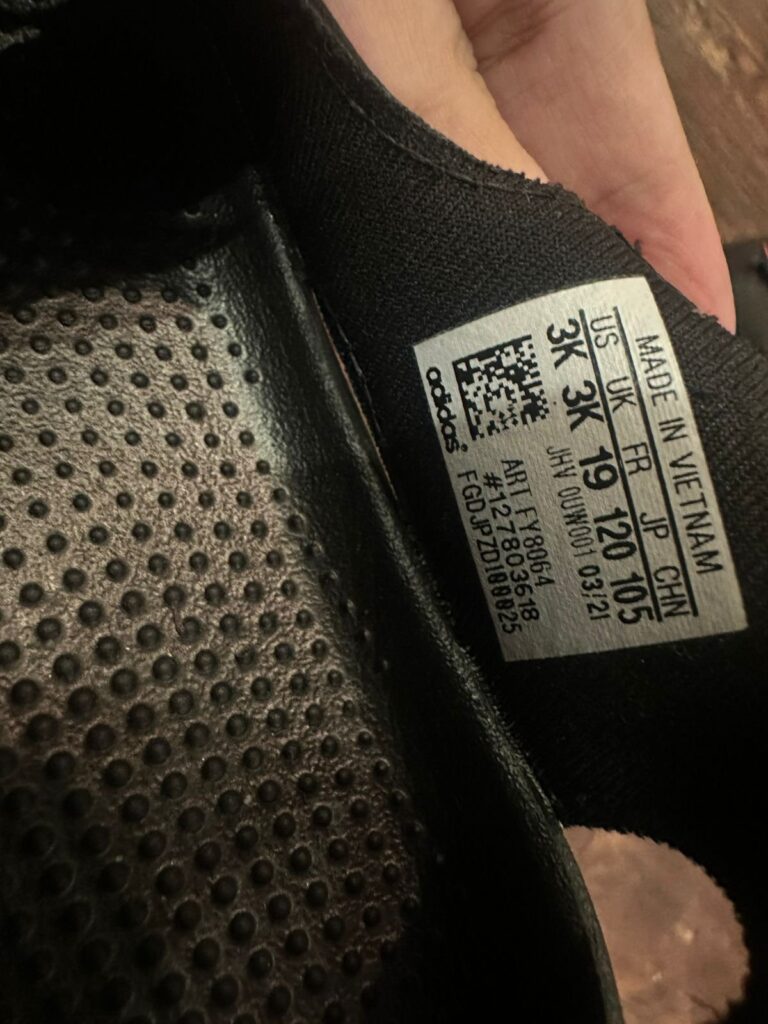 MADE IN VIETNAM
US UK FR JP CHN
3K 3K 19 120 105
JHV 0UW001 03/21
ART FY8064
#127803618
adidas FGDJPZD100025